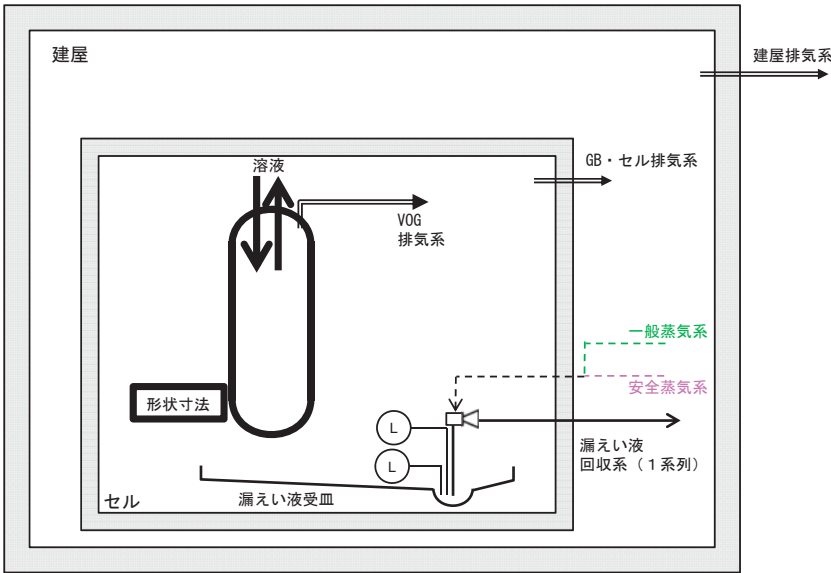 建屋
建屋排気系
GB・セル排気系
溶液
VOG
排気系
一般蒸気系
安全蒸気系
形状寸法
L
漏えい液
回収系（１系列）
L
漏えい液受皿
セル